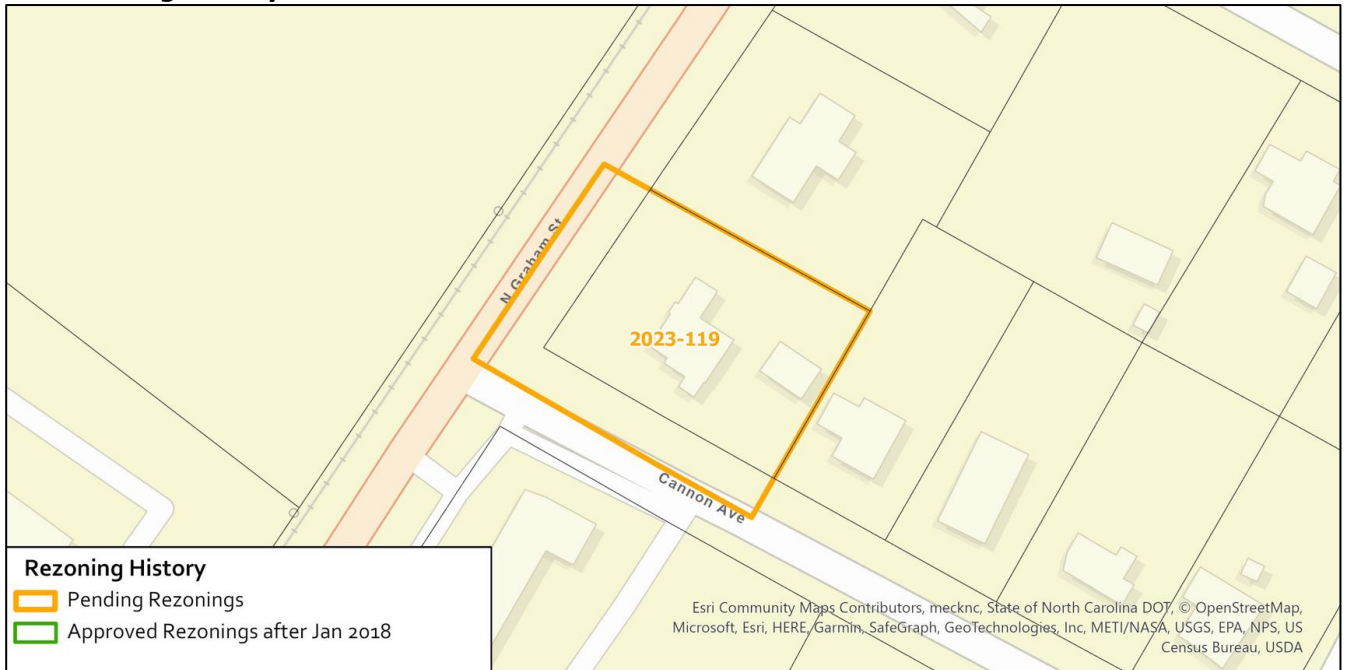 N Graham St
2023-119
Cannon Ave
Rezoning History
Pending Rezonings
Approved Rezonings after Jan 2018
Esri Community Maps Contributors, mecknc, State of North Carolina DOT, © OpenStreetMap,
Microsoft, Esri, HERE, Garmin, SafeGraph, GeoTechnologies, Inc, METI/NASA, USGS, EPA, NPS, US
Census Bureau, USDA